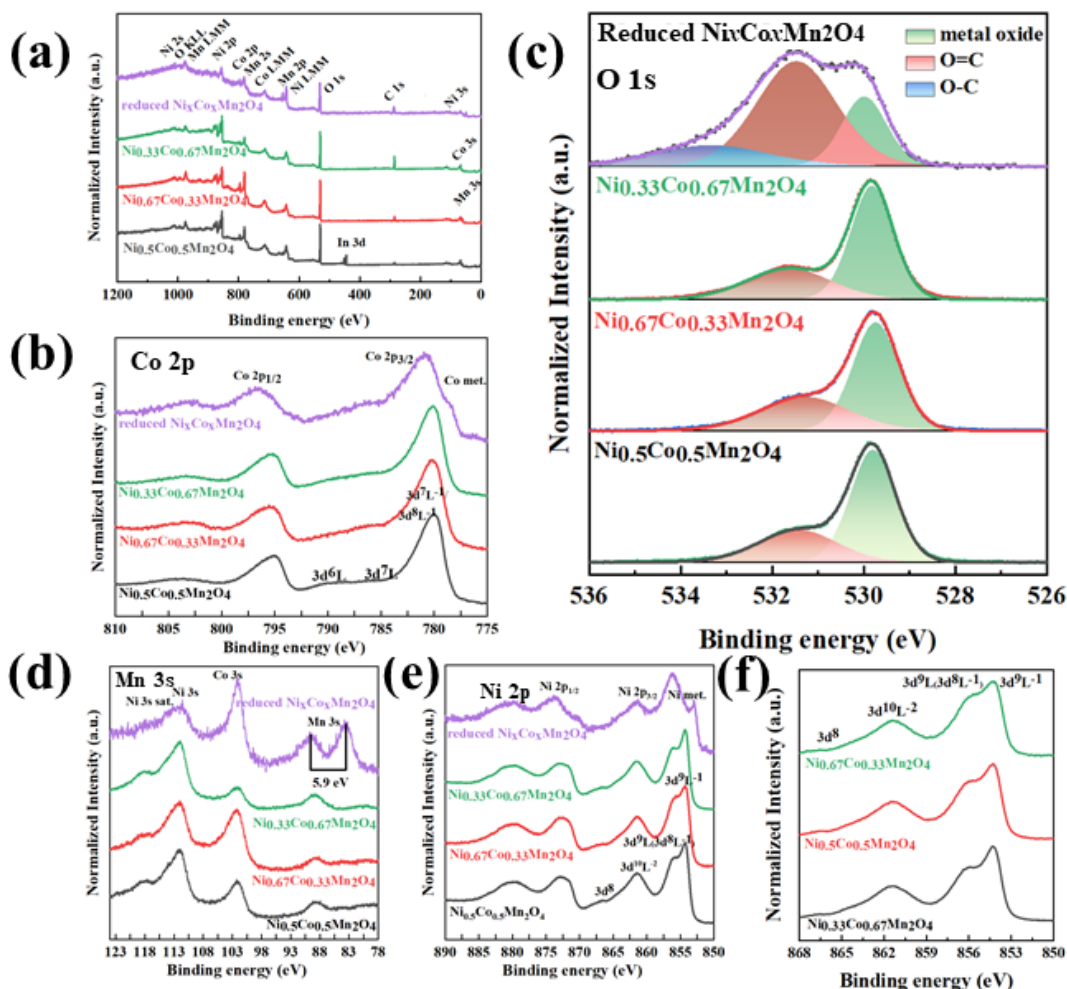 (a)
Normalized Intensity (a.u.)
Ni 2s
O KLL
Mn LMM
Ni 2p
Co 2p
Mn 2s
Co LMM
Mn 2p
Ni LMM
O 1s
C 1s
Ni 3s
Co 3s
Mn 3s
reduced NixCoxMn2O4
Ni0.33Co0.67Mn2O4
Ni0.67Co0.33Mn2O4
Ni0.5Co0.5Mn2O4
In 3d
1200 1000 800 600 400 200 0
Binding energy (eV)
(b)
Normalized Intensity (a.u.)
Co 2p
Co 2p1/2
Co 2p3/2
Co met.
reduced NixCoxMn2O4
Ni0.33Co0.67Mn2O4
3d7L-1
Ni0.67Co0.33Mn2O4
3d8L-1
3d6L
3d7L
Ni0.5Co0.5Mn2O4
810 805 800 795 790 785 780 775
Binding energy (eV)
(c)
Normalized Intensity (a.u.)
Reduced NixCoxMn2O4
O 1s
metal oxide
O=C
O-C
Ni0.33Co0.67Mn2O4
Ni0.67Co0.33Mn2O4
Ni0.5Co0.5Mn2O4
536 534 532 530 528 526
Binding energy (eV)
(d)
Normalized Intensity (a.u.)
Mn 3s
Ni 3s sat.
Ni 3s
Co 3s
reduced NixCoxMn2O4
Mn 3s
5.9 eV
Ni0.33Co0.67Mn2O4
Ni0.67Co0.33Mn2O4
Ni0.5Co0.5Mn2O4
123 118 113 108 103 98 93 88 83 78
eV
(e)
Normalized Intensity (a.u.)
Ni 2p
Ni 2p1/2
Ni 2p3/2
Ni met.
reduced NixCoxMn2O4
Ni0.33Co0.67Mn2O4
3d9L-1
Ni0.67Co0.33Mn2O4
3d9L(3d8L-1)
3d10L-2
3d8
Ni0.5Co0.5Mn2O4
890 880 870 860 850
Binding energy (eV)
(f)
Normalized Intensity (a.u.)
3d9L(3d8L-1)
3d9L-1
3d10L-2
3d8
Ni0.67Co0.33Mn2O4
Ni0.5Co0.5Mn2O4
Ni0.33Co0.67Mn2O4
868 865 862 859 856 853 850
Binding energy (eV)